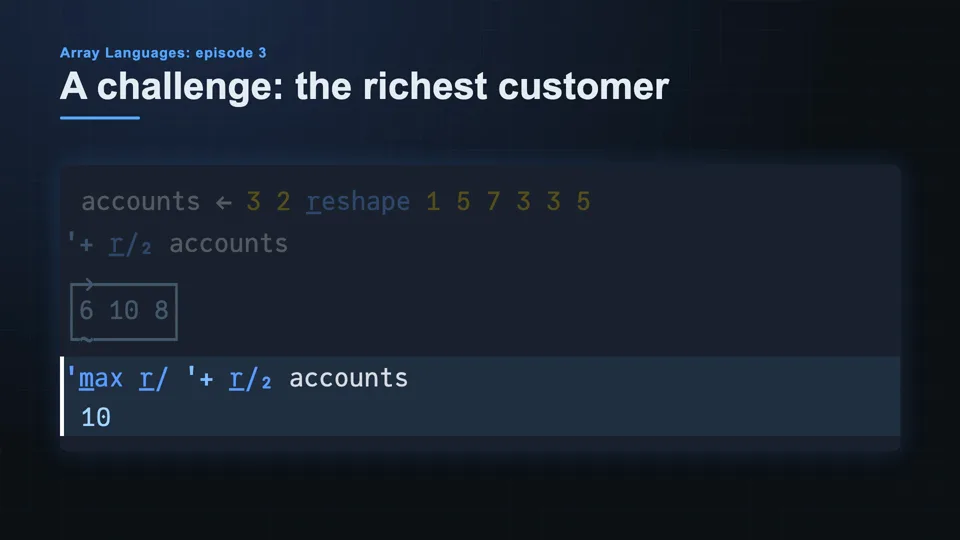 Array Languages: episode 3
A challenge: the richest customer
accounts ← 3 2 reshape 1 5 7 3 3 5
'+ r/₂ accounts
6 10 8
'max r/ '+ r/₂ accounts
10